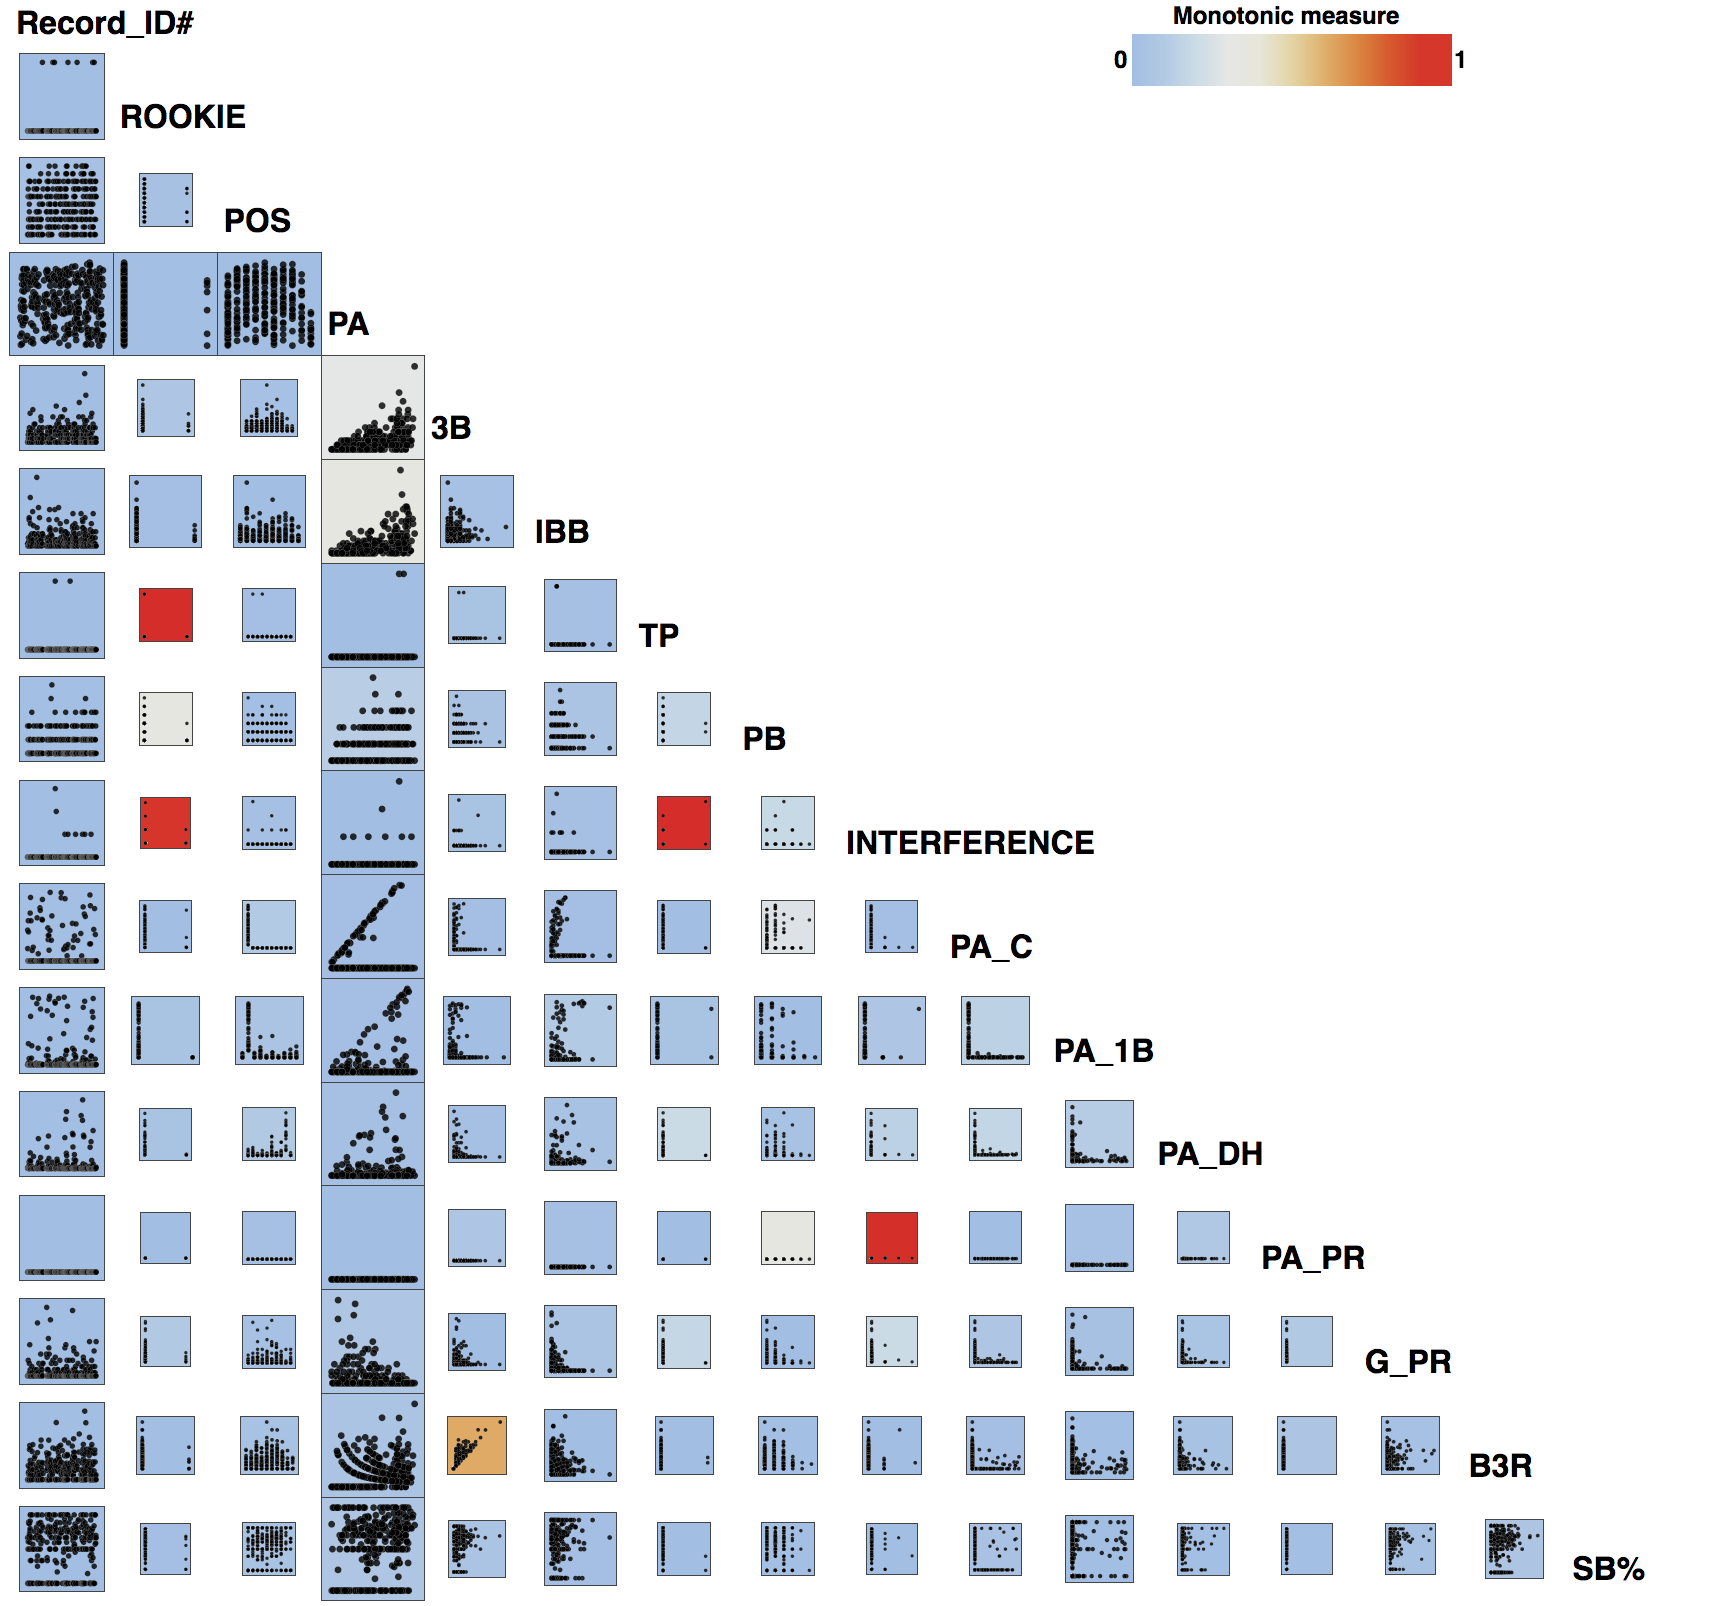 Record_ID#
Monotonic measure
0
1
ROOKIE
POS
PA
3B
IBB
TP
PB
INTERFERENCE
PA_C
PA_1B
PA_DH
PA_PR
G_PR
B3R
SB%